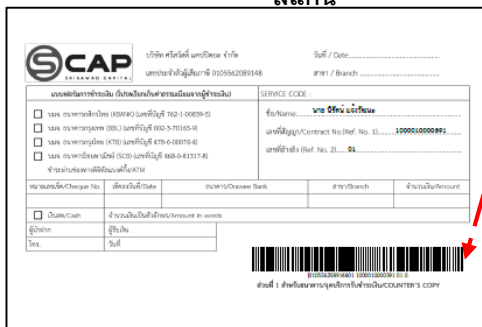 SCAP
SRISAWAD CAPITAL
บริษัท ศรีสวัสดิ์ แคปปิตอล จำกัด
เลขประจำตัวผู้เสียภาษี 0105562089148
วันที่ / Date
สาขา / Branch
แบบฟอร์มการชำระเงิน (โปรดเรียกเก็บค่าธรรมเนียมจากผู้ชำระเงิน)
SERVICE CODE :
บมจ. ธนาคารกสิกรไทย (KBANK) (เลขที่บัญชี 762-1-00839-5)
บมจ. ธนาคารกรุงเทพ (BBL) (เลขที่บัญชี 002-3-70165-9)
บมจ. ธนาคารกรุงไทย (KTB) (เลขที่บัญชี 478-6-00074-4)
บมจ. ธนาคารไทยพาณิชย์ (SCB) (เลขที่บัญชี 468-0-81517-8)
ชื่อ/Name
เลขที่สัญญา/Contract No.(Ref. No. 1) 1000010000891
เลขที่อ้างอิง (Ref. No. 2) 01
หมายเลขเช็ค/Cheque No.
เช็คลงวันที่/Date
ธนาคาร/Drawee Bank
สาขา/Branch
จำนวนเงิน/Amount
เงินสด/Cash
จำนวนเงินเป็นตัวอักษร/Amount in words
ผู้นำฝาก
ผู้รับเงิน
โทร.
วันที่
ส่วนที่ 1 สำหรับธนาคาร/จุดบริการรับชำระเงิน/COUNTER'S COPY